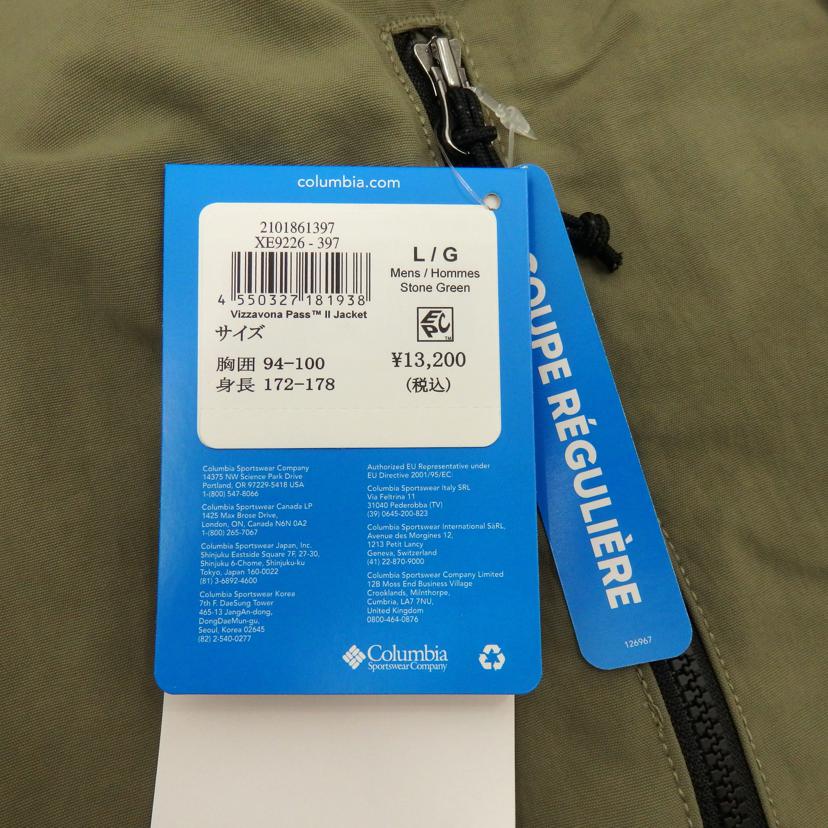 columbia.com
2101861397
XE9226 - 397
4 550327 181938
Vizzavona Pass™ II Jacket
サイズ
胸囲 94-100
身長 172-178
L / G
Mens / Hommes
Stone Green
EPC TM
¥13,200
(税込)
Columbia Sportswear Company
14375 NW Science Park Drive
Portland, OR 97229-5418 USA
1-(800) 547-8066
Columbia Sportswear Canada LP
1425 Max Brose Drive,
London, ON, Canada N6N 0A2
1-(800) 265-7067
Columbia Sportswear Japan, Inc.
Shinjuku Eastside Square 7F, 27-30,
Shinjuku 6-Chome, Shinjuku-ku
Tokyo, Japan 160-0022
(81) 3-6892-4600
Columbia Sportswear Korea
7th F. DaeSung Tower
465-13 JangAn-dong,
DongDaeMun-gu,
Seoul, Korea 02645
(82) 2-540-0277
Authorized EU Representative under
EU Directive 2001/95/EC:
Columbia Sportswear Italy SRL
Via Feltrina 11
31040 Pederobba (TV)
(39) 0645-200-823
Columbia Sportswear International SàRL,
Avenue des Morgines 12,
1213 Petit Lancy
Geneva, Switzerland
(41) 22-870-9000
Columbia Sportswear Company Limited
12B Moss End Business Village
Crooklands, Milnthorpe,
Cumbria, LA7 7NU,
United Kingdom
0800-464-0876
Columbia
Sportswear Company
COUPE RÉGULIÈRE
126967